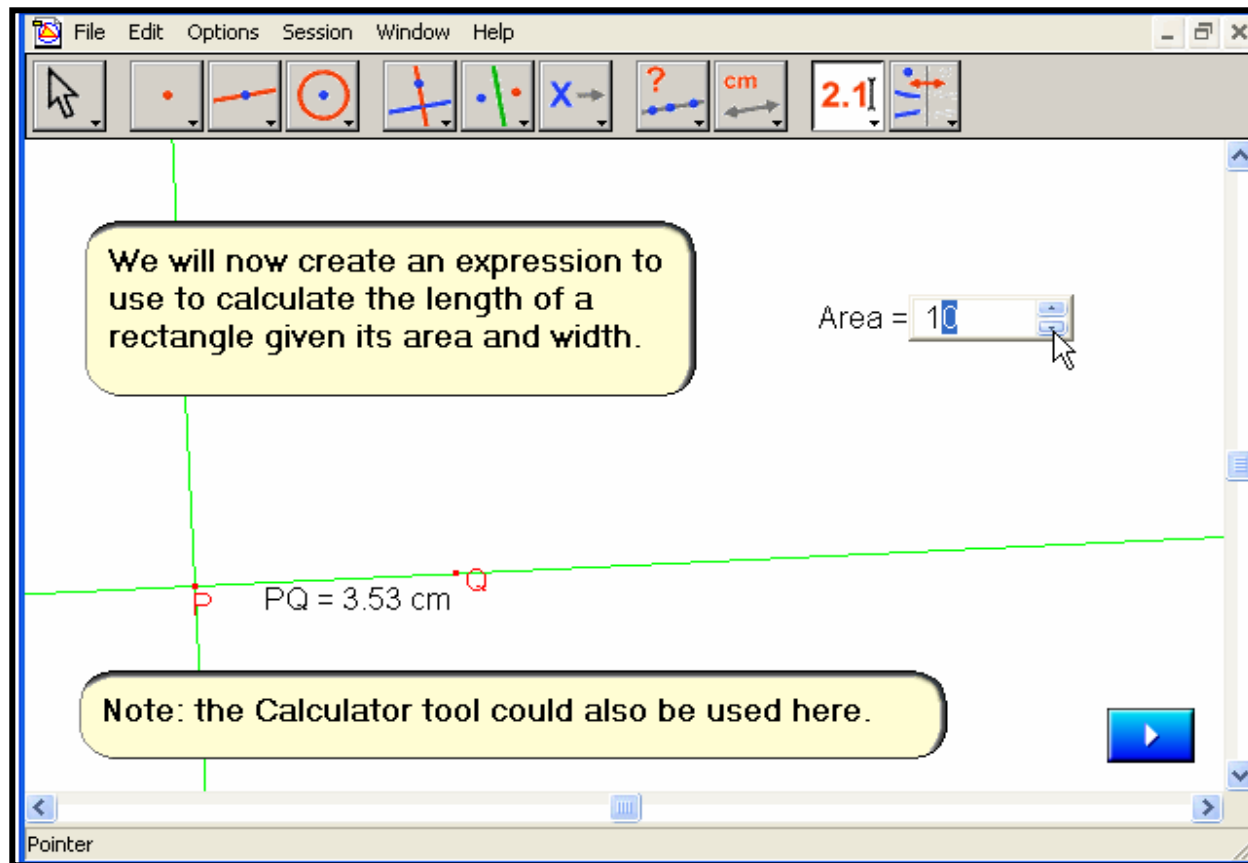 File Edit Options Session Window Help
? cm 2.1
We will now create an expression to
use to calculate the length of a
rectangle given its area and width.
Area = 10
P PQ = 3.53 cm Q
Note: the Calculator tool could also be used here.
Pointer